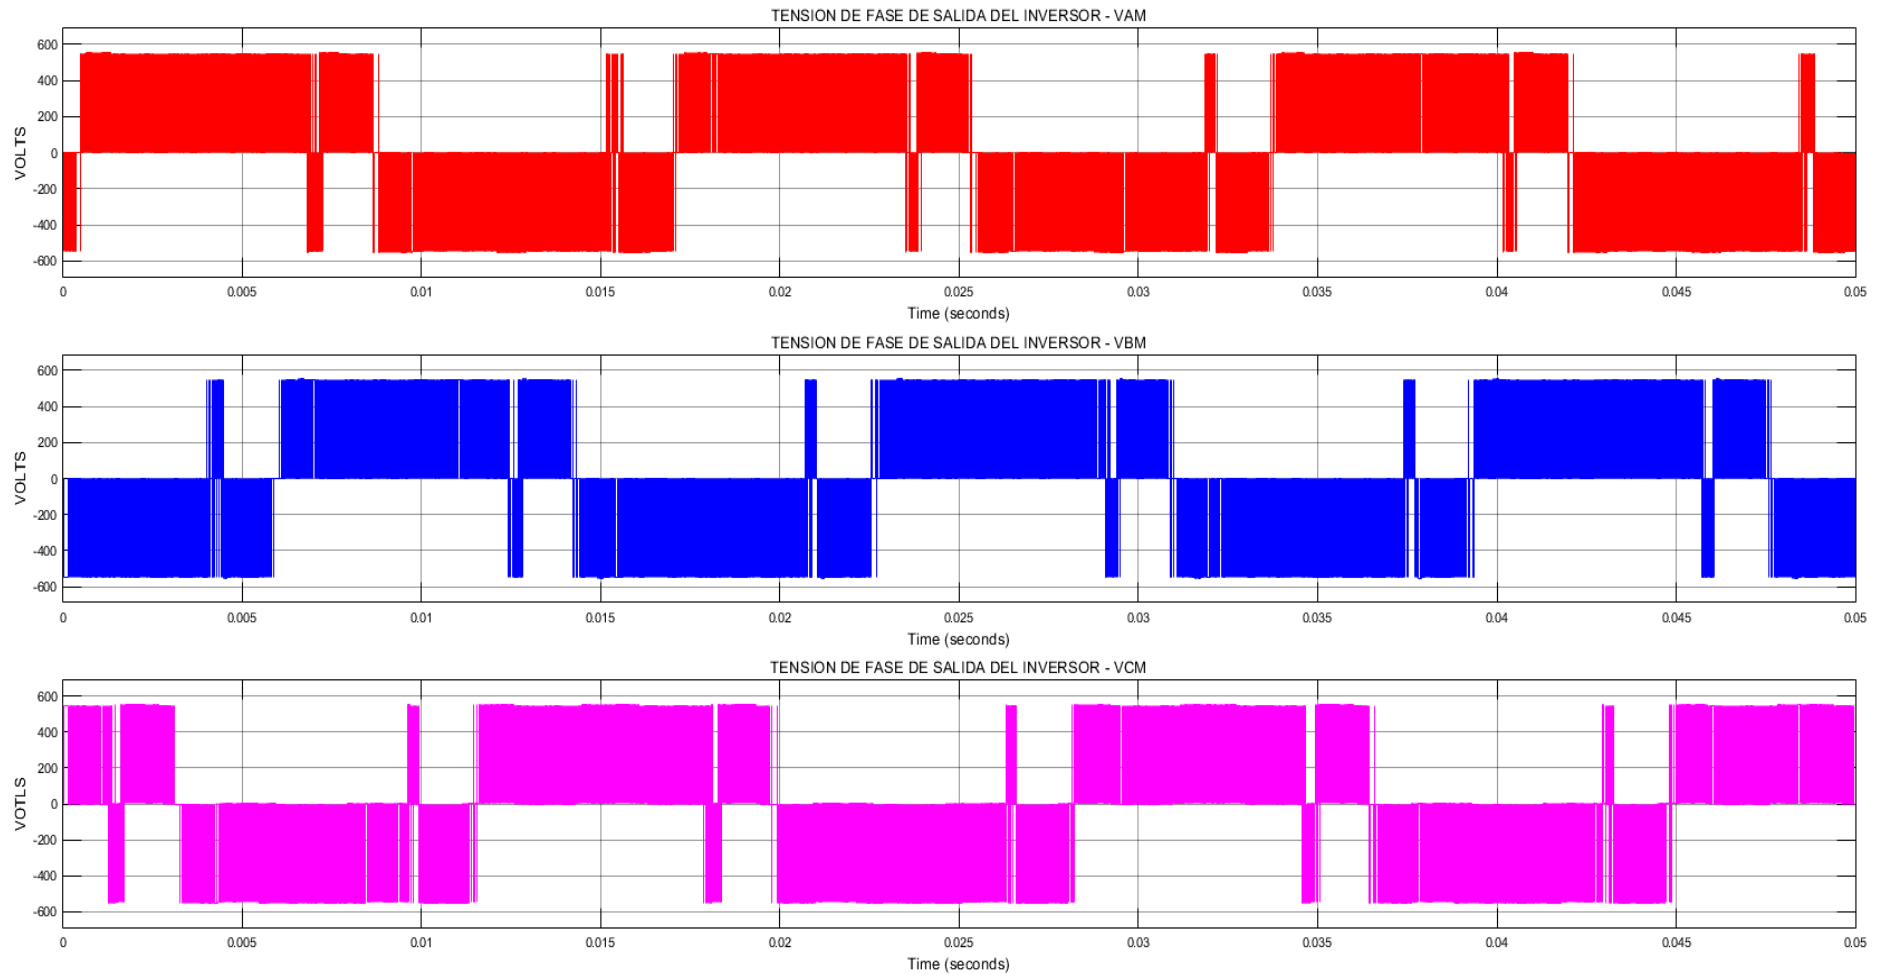 TENSION DE FASE DE SALIDA DEL INVERSOR - VAM
VOLTS
600
400
200
0
-200
-400
-600
0 0.005 0.01 0.015 0.02 0.025 0.03 0.035 0.04 0.045 0.05
Time (seconds)
TENSION DE FASE DE SALIDA DEL INVERSOR - VBM
VOLTS
600
400
200
0
-200
-400
-600
0 0.005 0.01 0.015 0.02 0.025 0.03 0.035 0.04 0.045 0.05
Time (seconds)
TENSION DE FASE DE SALIDA DEL INVERSOR - VCM
VOTLS
600
400
200
0
-200
-400
-600
0 0.005 0.01 0.015 0.02 0.025 0.03 0.035 0.04 0.045 0.05
Time (seconds)